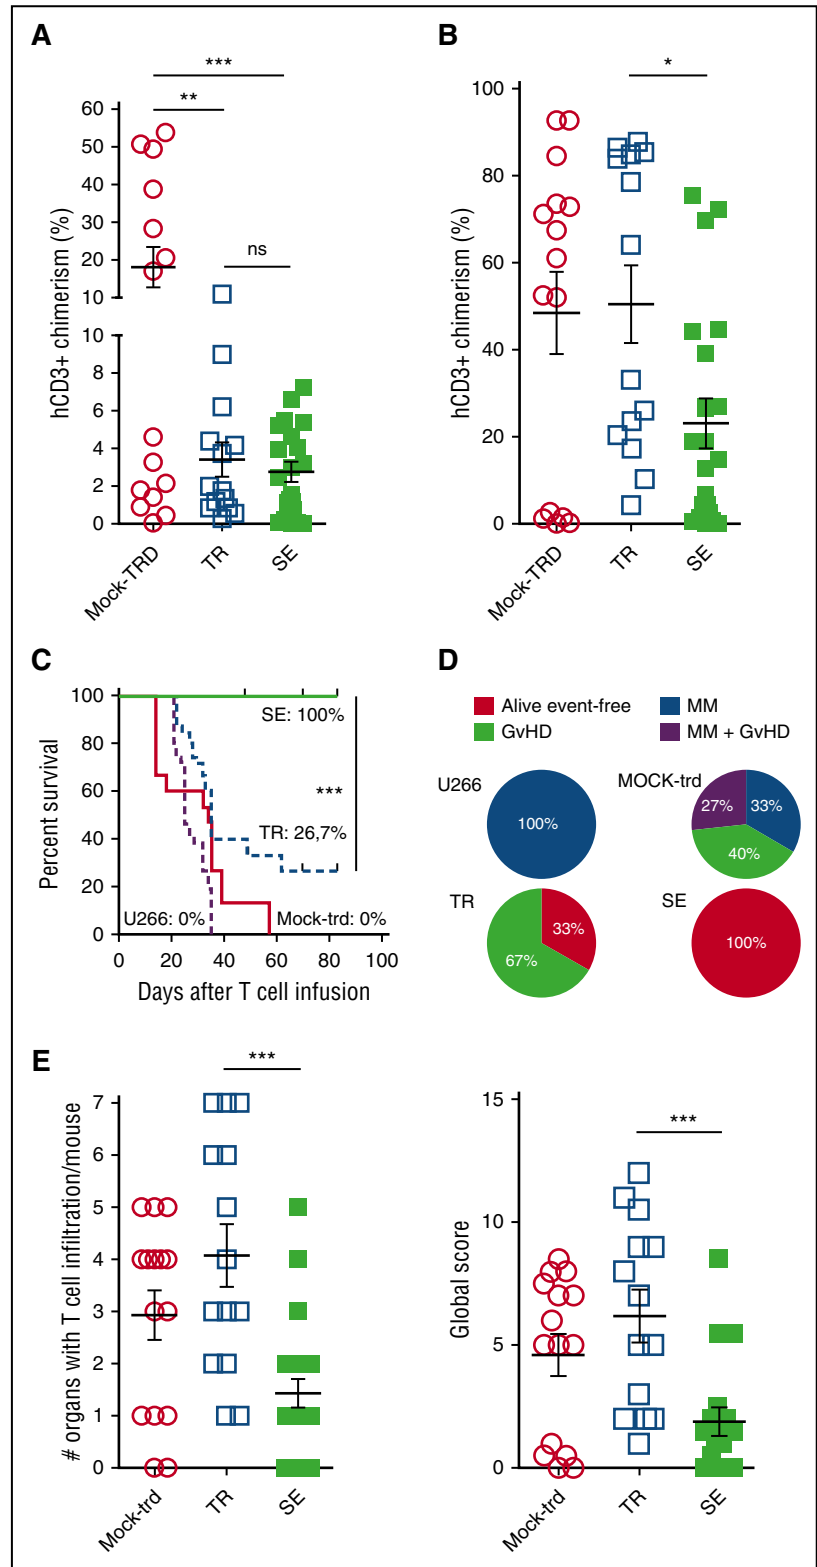 A
***
**
ns
hCD3+ chimerism (%)
60
50
40
30
20
10
10
8
6
4
2
0
Mock-TRD
TR
SE
B
*
hCD3+ chimerism (%)
100
80
60
40
20
0
Mock-TRD
TR
SE
C
Percent survival
100
80
60
40
20
0
SE: 100%
***
TR: 26,7%
U266: 0%
Mock-trd: 0%
0 20 40 60 80 100
Days after T cell infusion
D
Alive event-free
MM
GvHD
MM + GvHD
U266
100%
MOCK-trd
27%
33%
40%
TR
33%
67%
SE
100%
E
***
# organs with T cell infiltration/mouse
7
6
5
4
3
2
1
0
Mock-trd
TR
SE
***
Global score
15
10
5
0
Mock-trd
TR
SE